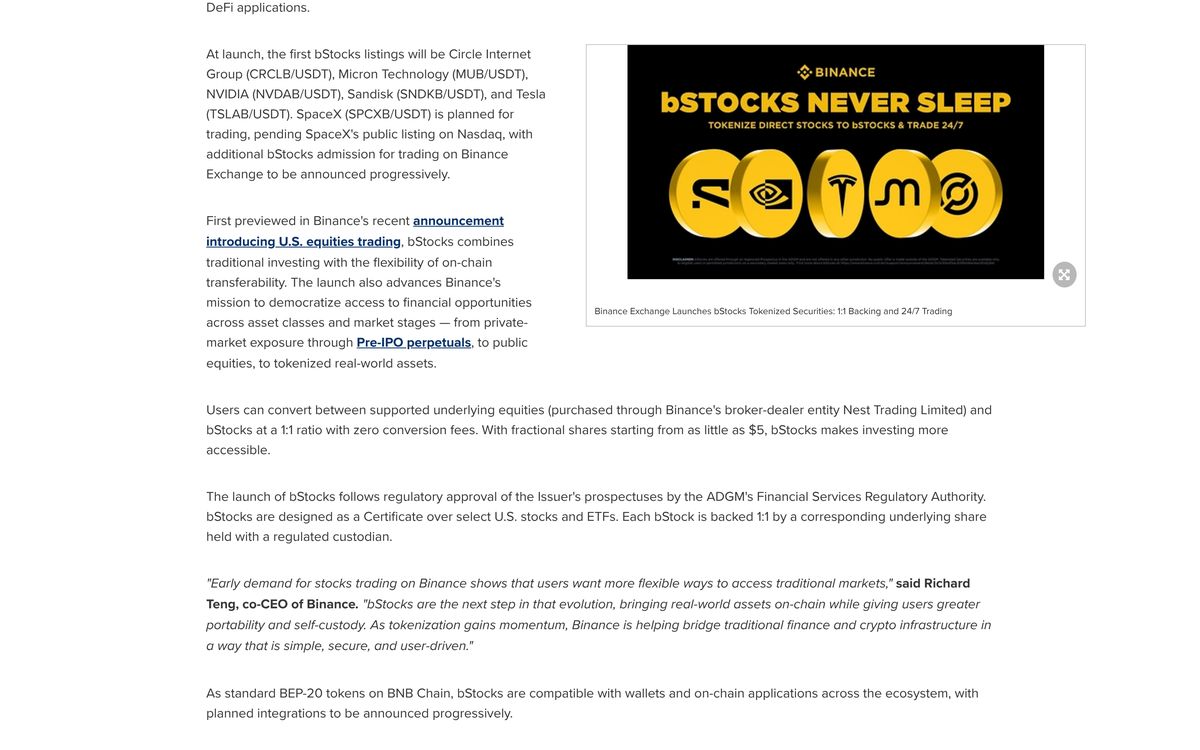 DeFi applications.
At launch, the first bStocks listings will be Circle Internet
Group (CRCLB/USDT), Micron Technology (MUB/USDT),
NVIDIA (NVDAB/USDT), Sandisk (SNDKB/USDT), and Tesla
(TSLAB/USDT). SpaceX (SPCXB/USDT) is planned for
trading, pending SpaceX's public listing on Nasdaq, with
additional bStocks admission for trading on Binance
Exchange to be announced progressively.
First previewed in Binance's recent announcement
introducing U.S. equities trading, bStocks combines
traditional investing with the flexibility of on-chain
transferability. The launch also advances Binance's
mission to democratize access to financial opportunities
across asset classes and market stages — from private-
market exposure through Pre-IPO perpetuals, to public
equities, to tokenized real-world assets.
BINANCE
bSTOCKS NEVER SLEEP
TOKENIZE DIRECT STOCKS TO bSTOCKS & TRADE 24/7
Binance Exchange Launches bStocks Tokenized Securities: 1:1 Backing and 24/7 Trading
Users can convert between supported underlying equities (purchased through Binance's broker-dealer entity Nest Trading Limited) and
bStocks at a 1:1 ratio with zero conversion fees. With fractional shares starting from as little as $5, bStocks makes investing more
accessible.
The launch of bStocks follows regulatory approval of the Issuer's prospectuses by the ADGM's Financial Services Regulatory Authority.
bStocks are designed as a Certificate over select U.S. stocks and ETFs. Each bStock is backed 1:1 by a corresponding underlying share
held with a regulated custodian.
"Early demand for stocks trading on Binance shows that users want more flexible ways to access traditional markets," said Richard
Teng, co-CEO of Binance. "bStocks are the next step in that evolution, bringing real-world assets on-chain while giving users greater
portability and self-custody. As tokenization gains momentum, Binance is helping bridge traditional finance and crypto infrastructure in
a way that is simple, secure, and user-driven."
As standard BEP-20 tokens on BNB Chain, bStocks are compatible with wallets and on-chain applications across the ecosystem, with
planned integrations to be announced progressively.